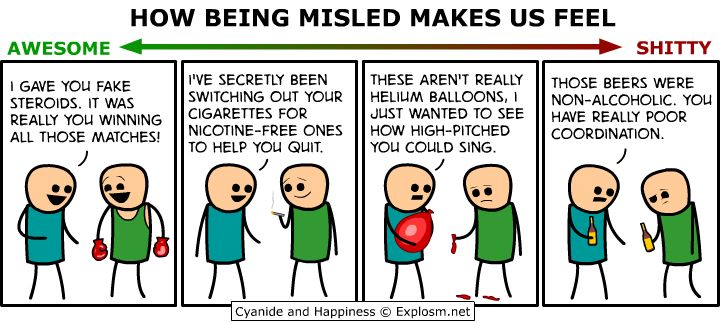 HOW BEING MISLED MAKES US FEEL
AWESOME
SHITTY
I GAVE YOU FAKE
STEROIDS. IT WAS
REALLY YOU WINNING
ALL THOSE MATCHES!
I'VE SECRETLY BEEN
SWITCHING OUT YOUR
CIGARETTES FOR
NICOTINE-FREE ONES
TO HELP YOU QUIT.
THESE AREN'T REALLY
HELIUM BALLOONS, I
JUST WANTED TO SEE
HOW HIGH-PITCHED
YOU COULD SING.
THOSE BEERS WERE
NON-ALCOHOLIC. YOU
HAVE REALLY POOR
COORDINATION.
Cyanide and Happiness © Explosm.net